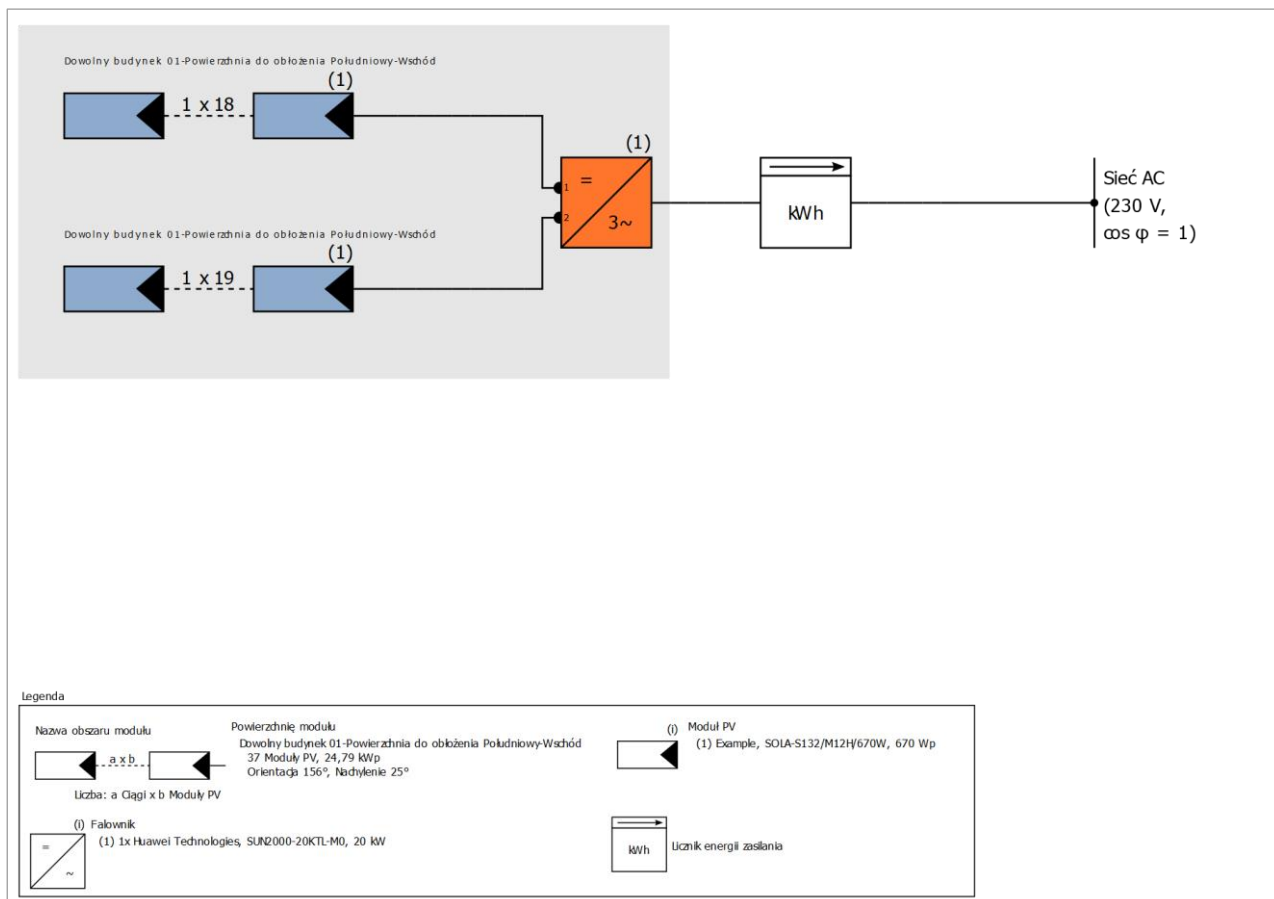 Dowolny budynek 01-Powierzchnia do obłożenia Południowy-Wschód
(1)
1 x 18
(1)
=
1
2
3~
kWh
Sieć AC
(230 V,
cos φ = 1)
Dowolny budynek 01-Powierzchnia do obłożenia Południowy-Wschód
(1)
1 x 19
Legenda
Nazwa obszaru modułu
a x b
Liczba: a Ciągi x b Moduły PV
Powierzchnię modułu
Dowolny budynek 01-Powierzchnia do obłożenia Południowy-Wschód
37 Moduły PV, 24,79 kWp
Orientacja 156°, Nachylenie 25°
(i) Moduł PV
(1) Example, SOLA-S132/M12H/670W, 670 Wp
(i) Falownik
(1) 1x Huawei Technologies, SUN2000-20KTL-M0, 20 kW
=
~
kWh
Licznik energii zasilania